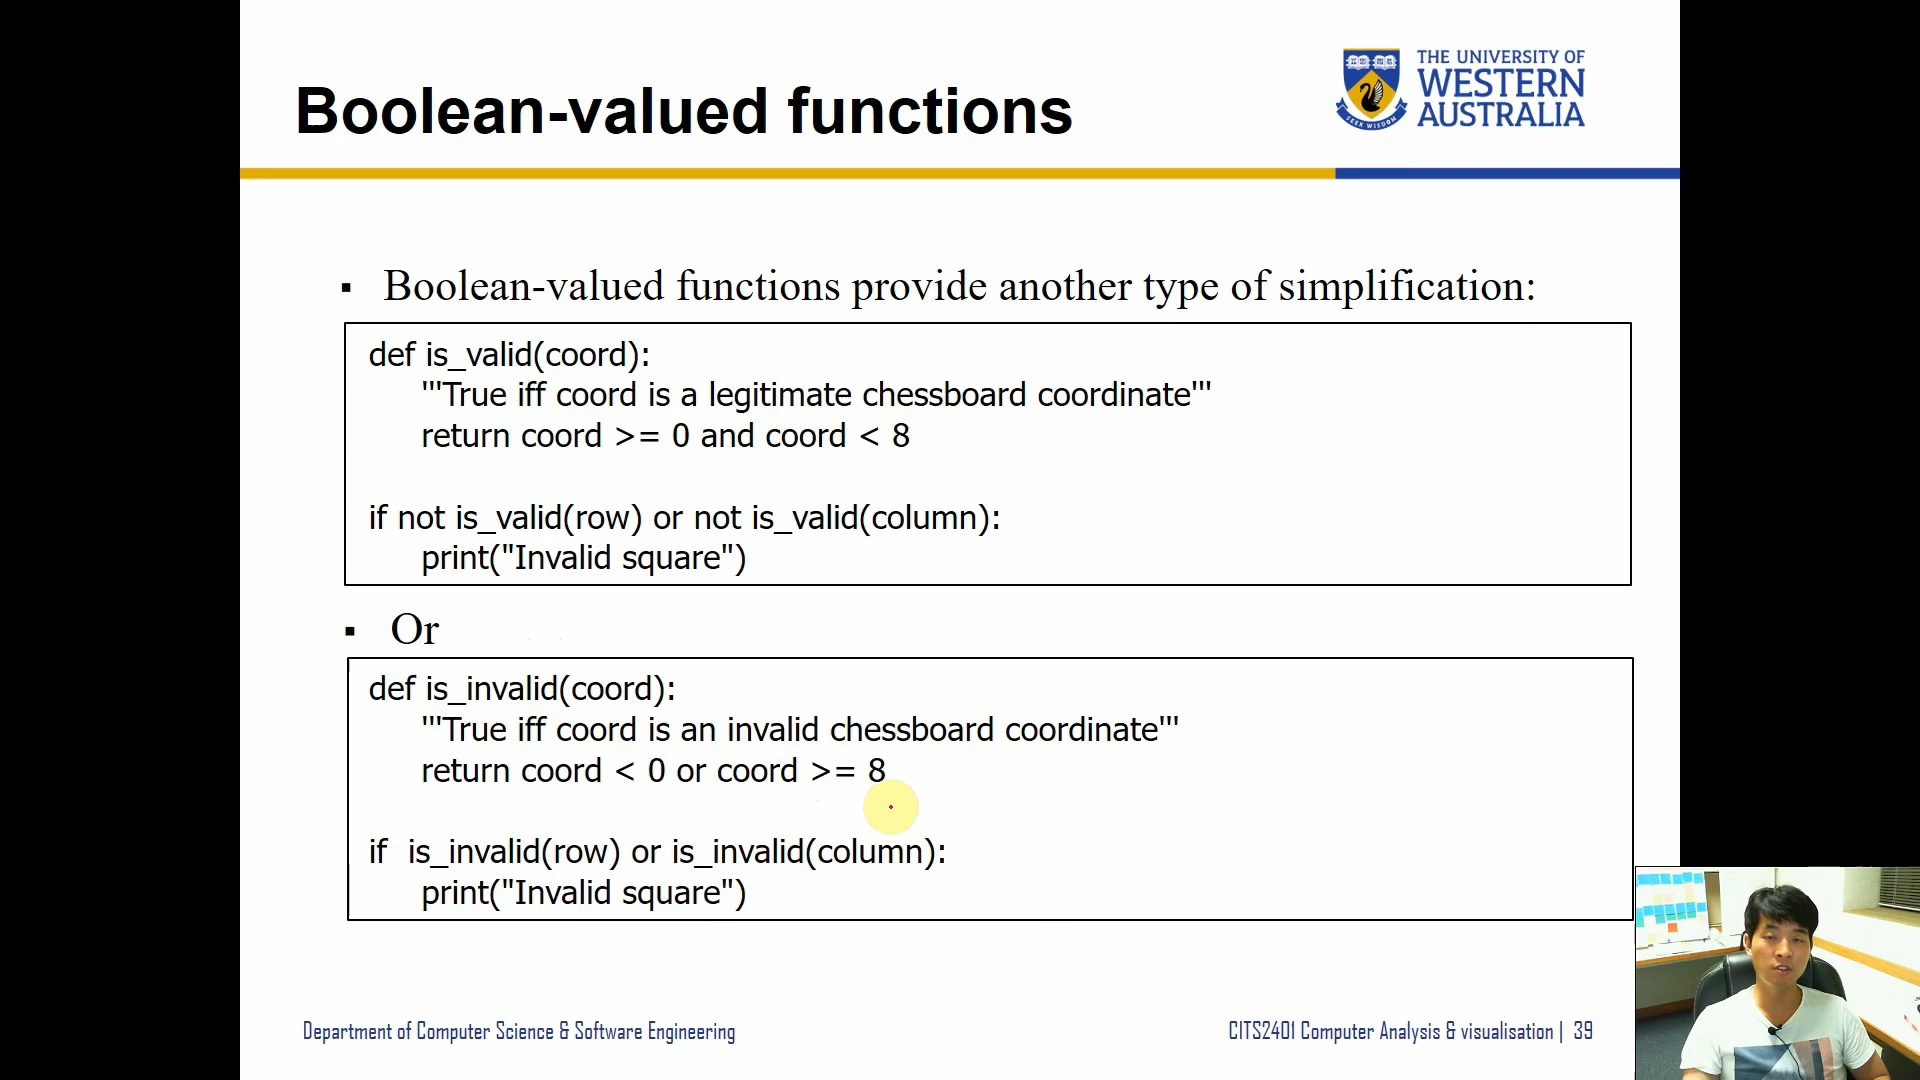 Boolean-valued functions
THE UNIVERSITY OF
WESTERN
AUSTRALIA
SEEK WISDOM
▪ Boolean-valued functions provide another type of simplification:
def is_valid(coord):
'''True iff coord is a legitimate chessboard coordinate'''
return coord >= 0 and coord < 8
if not is_valid(row) or not is_valid(column):
print("Invalid square")
▪ Or
def is_invalid(coord):
'''True iff coord is an invalid chessboard coordinate'''
return coord < 0 or coord >= 8
if is_invalid(row) or is_invalid(column):
print("Invalid square")
Department of Computer Science & Software Engineering
CITS2401 Computer Analysis & visualisation | 39